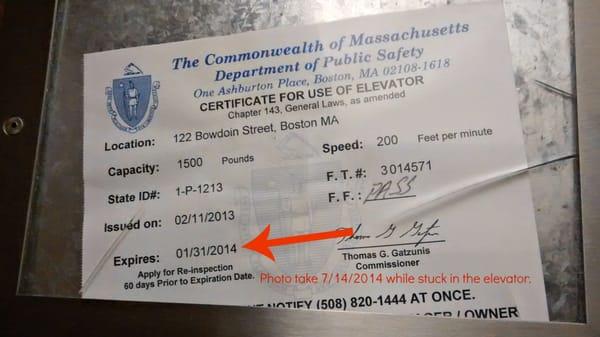 The Commonwealth of Massachusetts
Department of Public Safety
One Ashburton Place, Boston, MA 02108-1618
CERTIFICATE FOR USE OF ELEVATOR
Chapter 143, General Laws, as amended
Location: 122 Bowdoin Street, Boston MA
Capacity: 1500 Pounds Speed: 200 Feet per minute
State ID#: 1-P-1213 F. T. #: 3014571
F. F.: PASS
Issued on: 02/11/2013
Expires: 01/31/2014
Thomas G. Gatzunis
Commissioner
Apply for Re-inspection
60 days Prior to Expiration Date.
Photo take 7/14/2014 while stuck in the elevator.
NOTIFY (508) 820-1444 AT ONCE.
/ OWNER